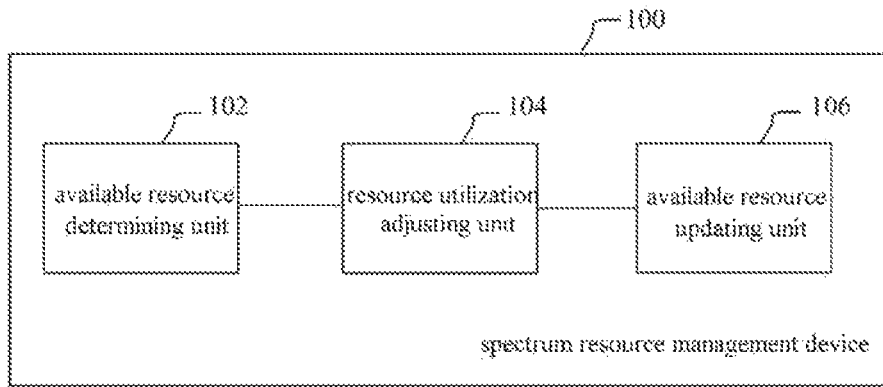 100
102
104
106
available resource
determining unit
resource utilization
adjusting unit
available resource
updating unit
spectrum resource management device